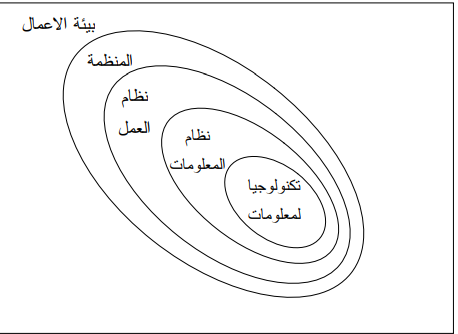 بيئة الاعمال
المنظمة
نظام
العمل
نظام
المعلومات
تكنولوجيا
لمعلومات